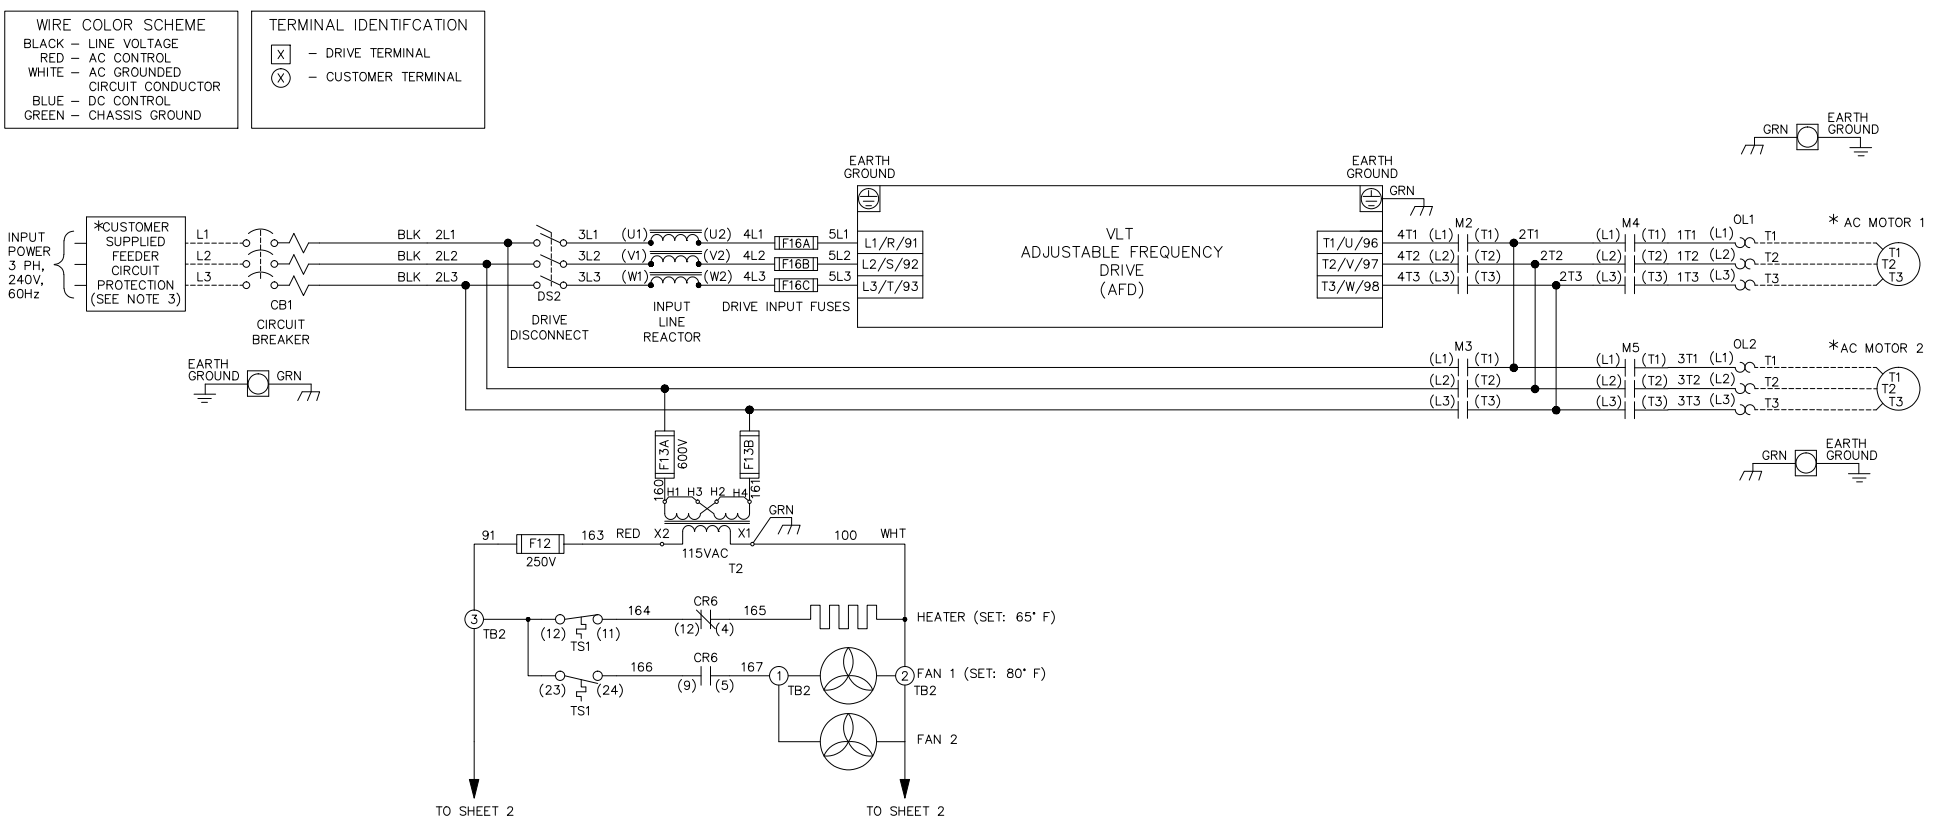 WIRE COLOR SCHEME
BLACK – LINE VOLTAGE
RED – AC CONTROL
WHITE – AC GROUNDED
CIRCUIT CONDUCTOR
BLUE – DC CONTROL
GREEN – CHASSIS GROUND
TERMINAL IDENTIFCATION
X – DRIVE TERMINAL
X – CUSTOMER TERMINAL
GRN
EARTH
GROUND
INPUT
POWER
3 PH,
240V,
60Hz
*CUSTOMER
SUPPLIED
FEEDER
CIRCUIT
PROTECTION
(SEE NOTE 3)
L1
L2
L3
CB1
CIRCUIT
BREAKER
BLK 2L1
BLK 2L2
BLK 2L3
DS2
DRIVE
DISCONNECT
3L1 (U1) (U2) 4L1 F16A 5L1
3L2 (V1) (V2) 4L2 F16B 5L2
3L3 (W1) (W2) 4L3 F16C 5L3
INPUT
LINE
REACTOR
DRIVE INPUT FUSES
EARTH
GROUND
L1/R/91
L2/S/92
L3/T/93
VLT
ADJUSTABLE FREQUENCY
DRIVE
(AFD)
EARTH
GROUND
GRN
T1/U/96
T2/V/97
T3/W/98
M2 M4 OL1
4T1 (L1) (T1) 2T1 (L1) (T1) 1T1 (L1) T1
4T2 (L2) (T2) 2T2 (L2) (T2) 1T2 (L2) T2
4T3 (L3) (T3) 2T3 (L3) (T3) 1T3 (L3) T3
* AC MOTOR 1
T1
T2
T3
M3 M5 OL2
(L1) (T1) (L1) (T1) 3T1 (L1) T1
(L2) (T2) (L2) (T2) 3T2 (L2) T2
(L3) (T3) (L3) (T3) 3T3 (L3) T3
*AC MOTOR 2
T1
T2
T3
EARTH
GROUND
GRN
GRN
EARTH
GROUND
F13A
600V
F13B
160
161
H1 H3 H2 H4
GRN
91 F12 163 RED X2 X1 100 WHT
250V
115VAC
T2
3
TB2
(12) (11)
TS1
164
CR6
(12) (4)
165
HEATER (SET: 65° F)
(23) (24)
TS1
166
CR6
(9) (5)
167
1
TB2
2
TB2
FAN 1 (SET: 80° F)
FAN 2
TO SHEET 2
TO SHEET 2